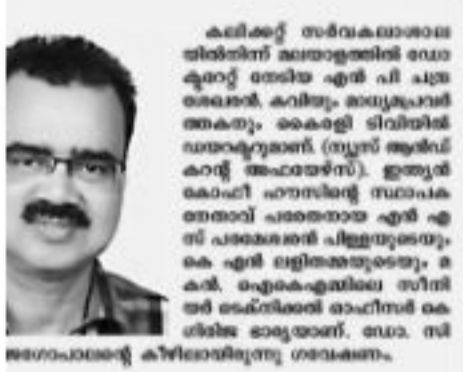 കലിക്കറ്റ് സർവകലാശാല
യിൽനിന്ന് മലയാളത്തിൽ ഡോ
ക്ടറേറ്റ് നേടിയ എൻ പി ചന്ദ്ര
ശേഖരൻ. കവിയും മാധ്യമപ്രവർ
ത്തകനും കൈരളി ടിവിയിൽ
ഡയറക്ടറുമാണ്. (ന്യൂസ് ആൻഡ്
കറന്റ് അഫയേഴ്സ്). ഇന്ത്യൻ
കോഫീ ഹൗസിന്റെ സ്ഥാപക
നേതാവ് പരേതനായ എൻ എ
സ് പരമേശ്വരൻ പിള്ളയുടെയും
കെ എൻ ലളിതമ്മയുടെയും മ
കൻ. ഐകെഎമ്മിലെ സീനി
യർ ടെക്നിക്കൽ ഓഫീസർ കെ
ഗിരിജ ഭാര്യയാണ്. ഡോ. സി
രാജഗോപാലന്റെ കീഴിലായിരുന്നു ഗവേഷണം.